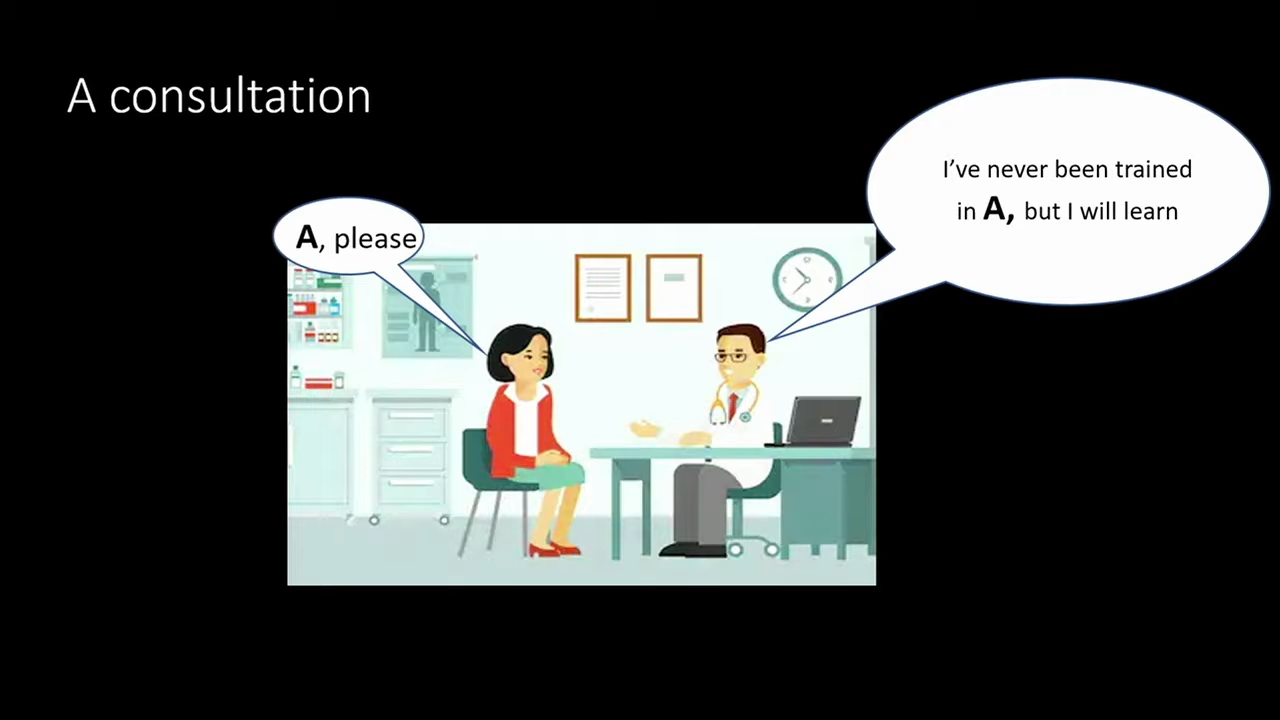 A consultation
A, please
I've never been trained
in A, but I will learn